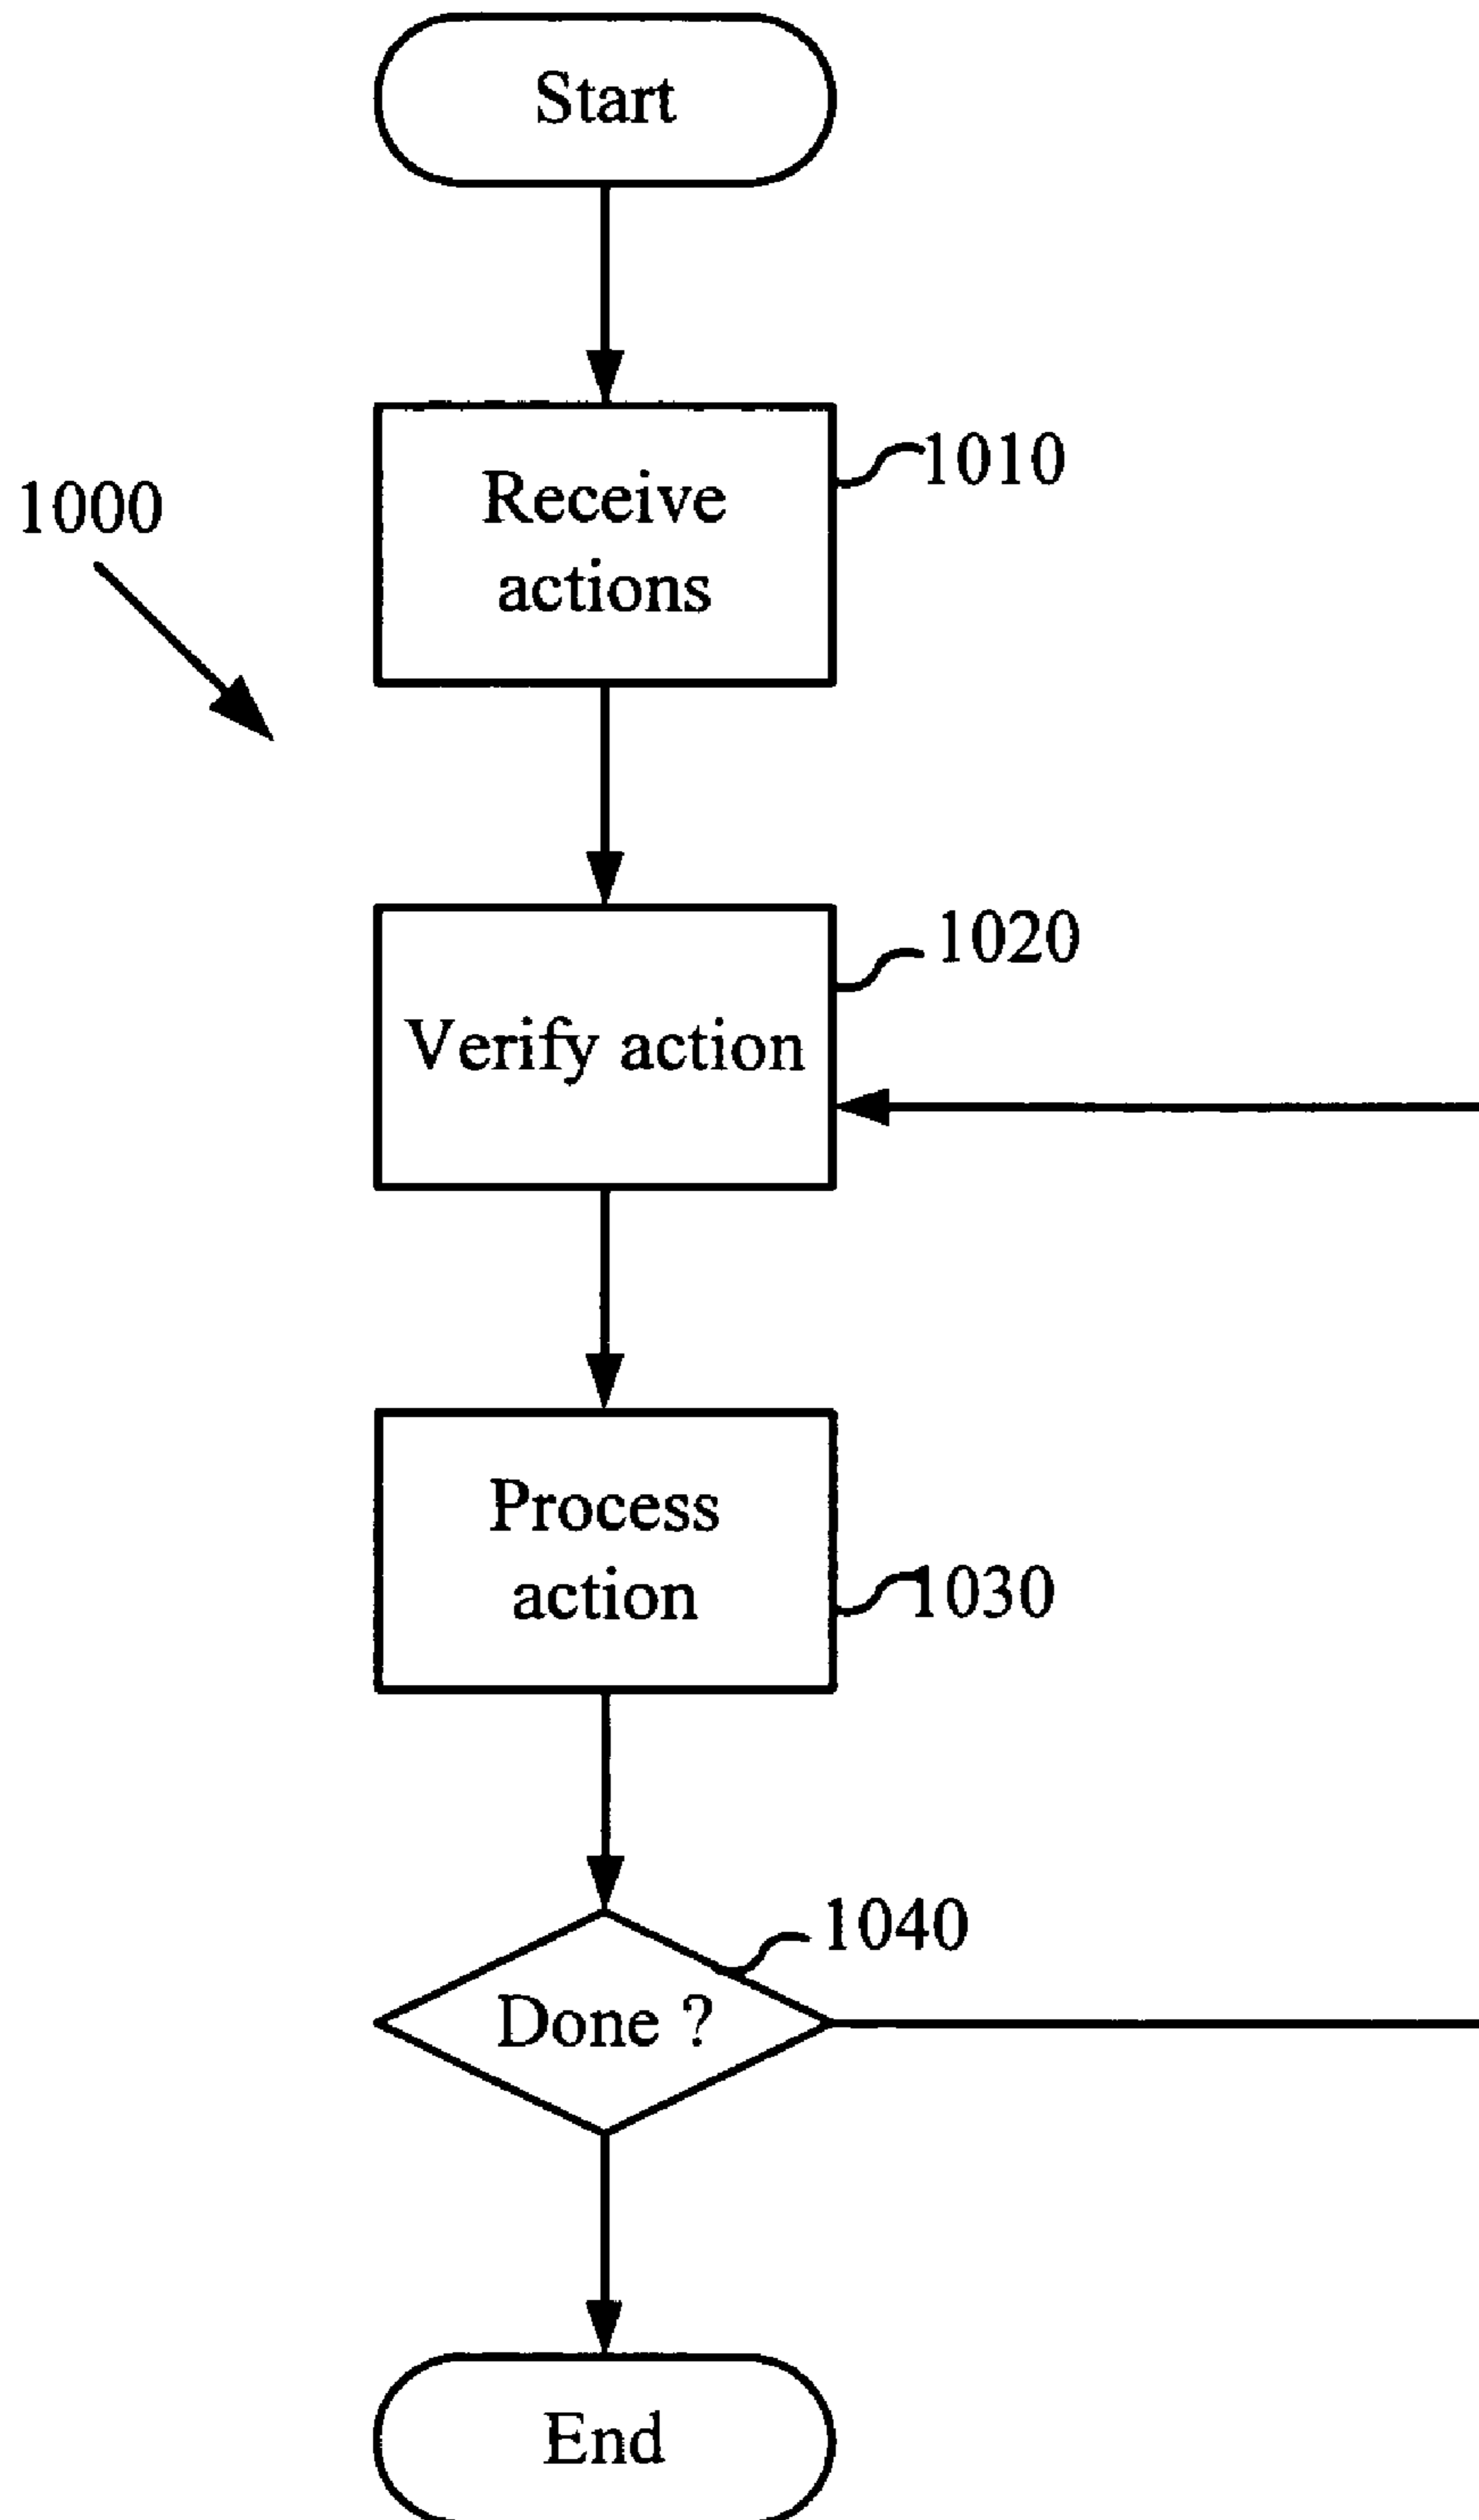 Start
1010
Receive
actions
1000
1020
Verify action
Process
action
1030
1040
Done ?
End